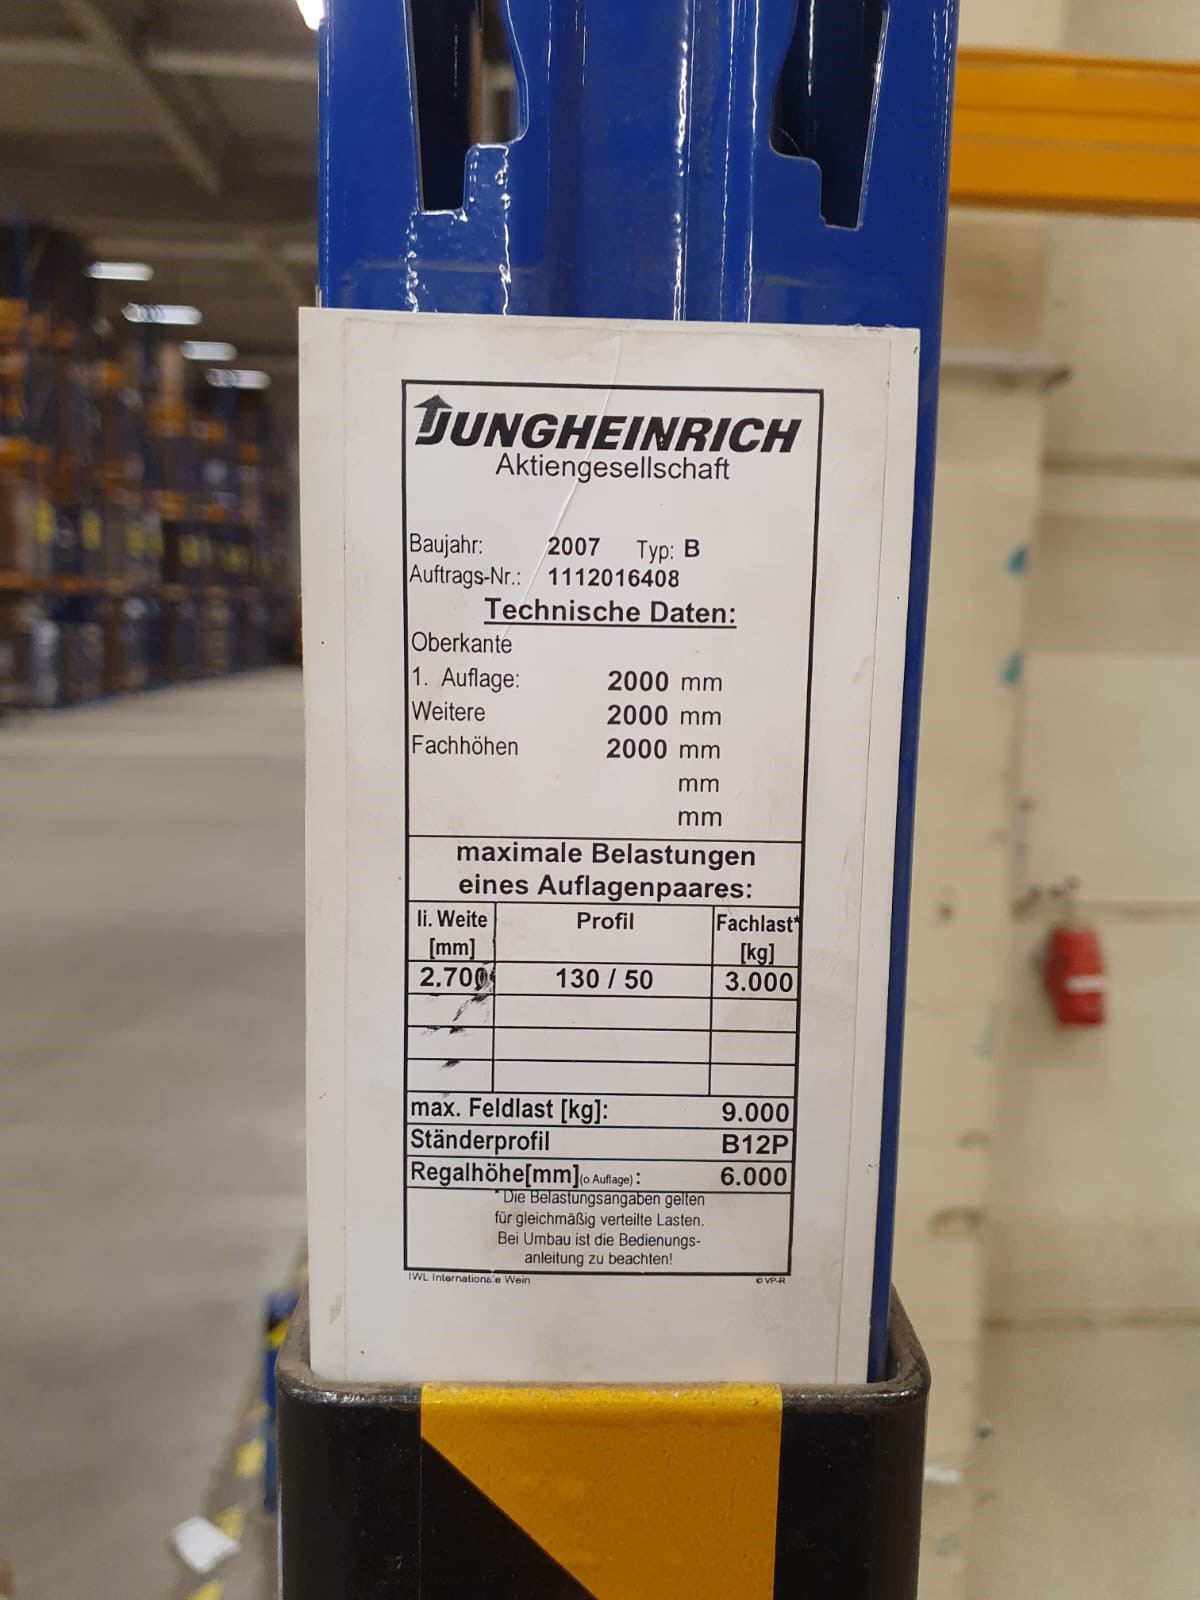 JUNGHEINRICH
Aktiengesellschaft
Baujahr: 2007 Typ: B
Auftrags-Nr.: 1112016408
Technische Daten:
Oberkante
1. Auflage: 2000 mm
Weitere 2000 mm
Fachhöhen 2000 mm
mm
mm
maximale Belastungen
eines Auflagenpaares:
li. Weite Profil Fachlast*
[mm] [kg]
2.700 130 / 50 3.000
max. Feldlast [kg]: 9.000
Ständerprofil B12P
Regalhöhe[mm](o.Auflage): 6.000
*Die Belastungsangaben gelten
für gleichmäßig verteilte Lasten.
Bei Umbau ist die Bedienungs-
anleitung zu beachten!
IWL Internationale Wein © VP-R